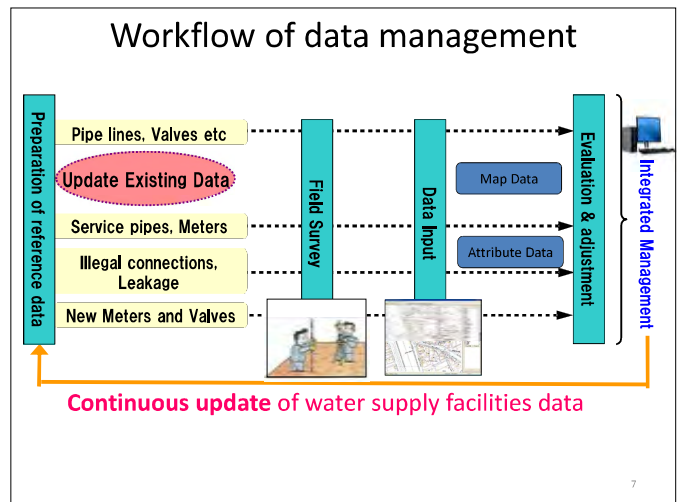 Workflow of data management
Preparation of reference data
Pipe lines, Valves etc
Update Existing Data
Service pipes, Meters
Illegal connections,
Leakage
New Meters and Valves
Field Survey
Data Input
Map Data
Attribute Data
Evaluation & adjustment
Integrated Management
Continuous update of water supply facilities data
7